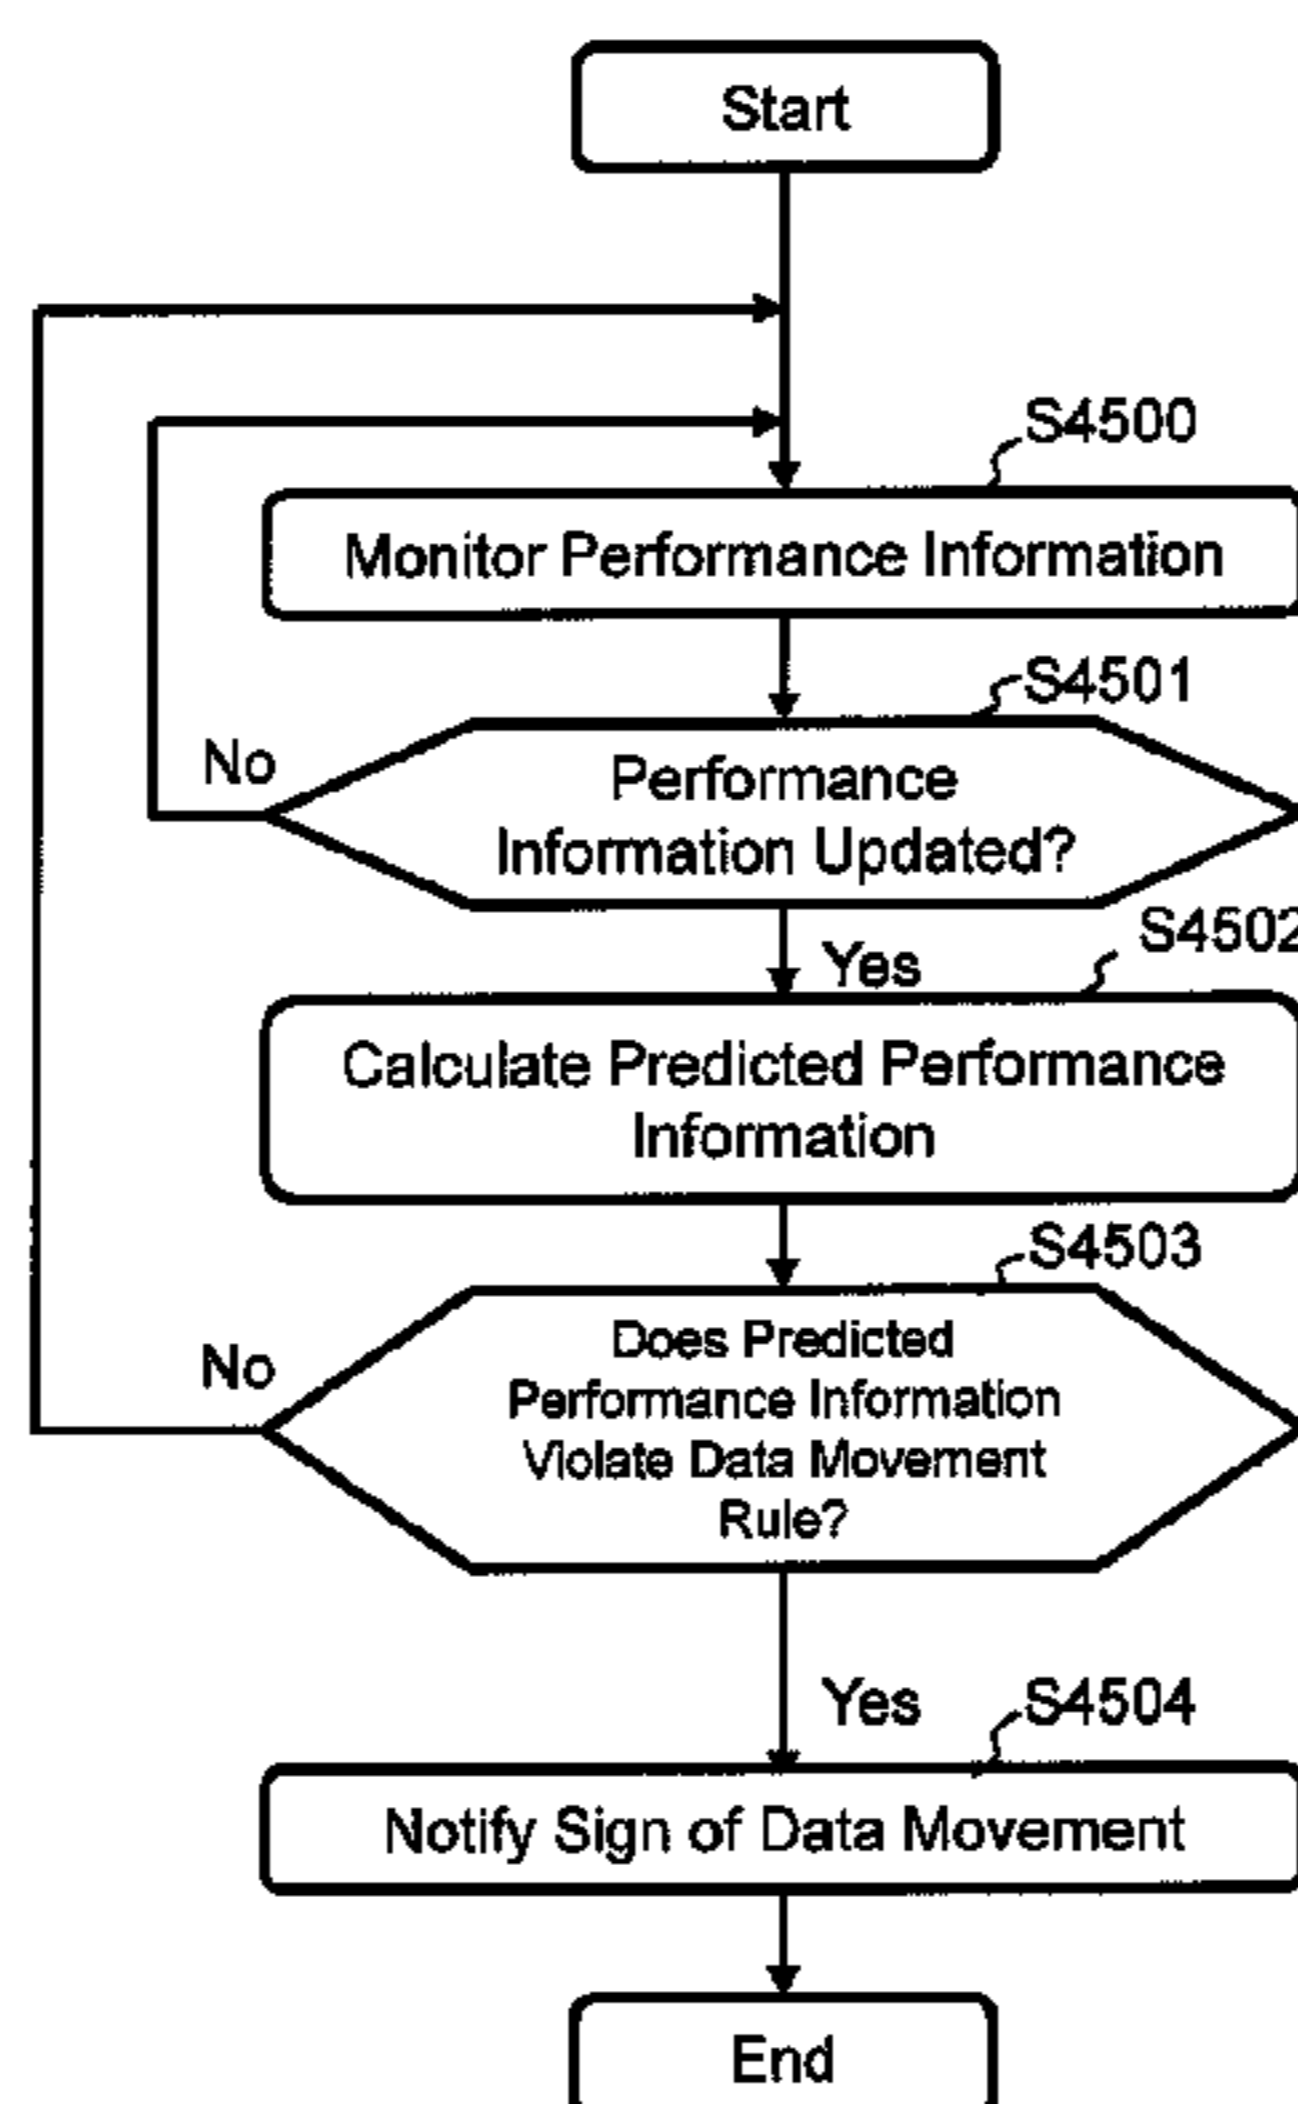 Start
S4500
Monitor Performance Information
S4501
No
Performance
Information Updated?
Yes
S4502
Calculate Predicted Performance
Information
S4503
No
Does Predicted
Performance Information
Violate Data Movement
Rule?
Yes
S4504
Notify Sign of Data Movement
End